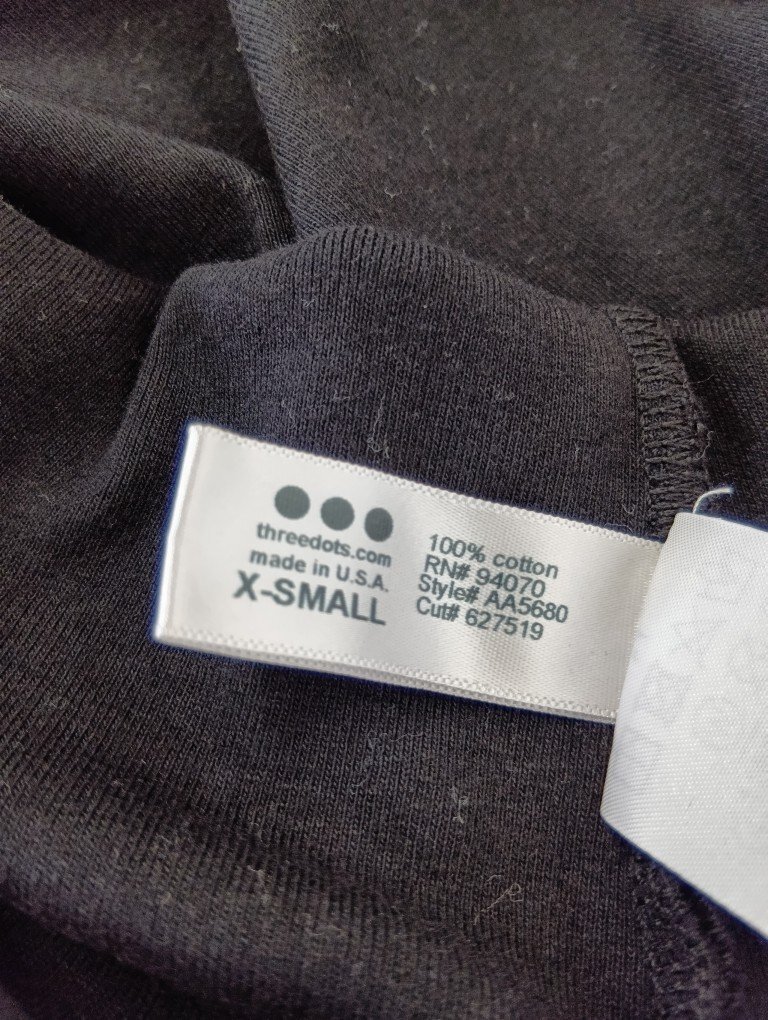 threedots.com
made in U.S.A.
X-SMALL
100% cotton
RN# 94070
Style# AA5680
Cut# 627519